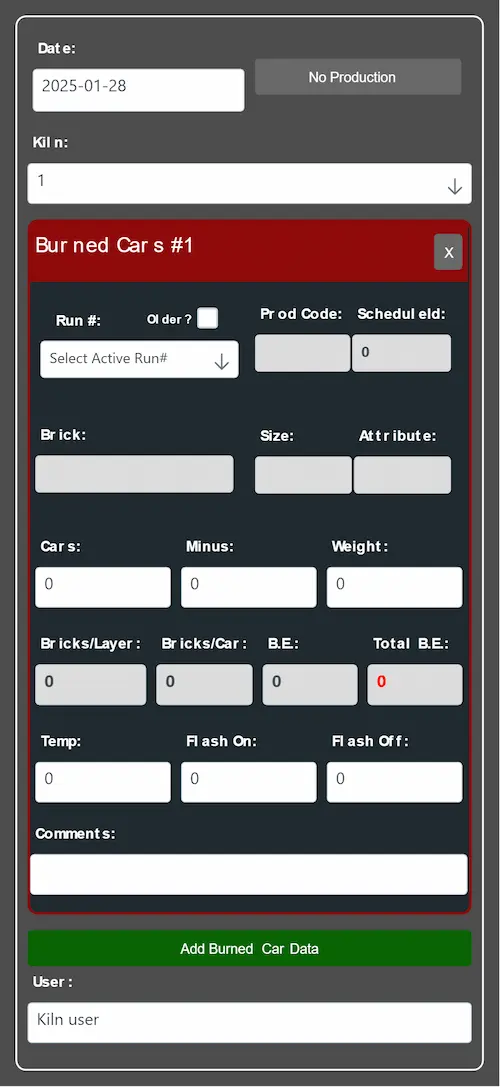 Date:
2025-01-28
No Production
Kiln:
1
Burned Cars #1
X
Run #:
Older?
Prod Code:
ScheduleId:
Select Active Run#
0
Brick:
Size:
Attribute:
Cars:
Minus:
Weight:
0
0
0
Bricks/Layer:
Bricks/Car:
B.E.:
Total B.E.:
0
0
0
0
Temp:
Flash On:
Flash Off:
0
0
0
Comments:
Add Burned Car Data
User:
Kiln user